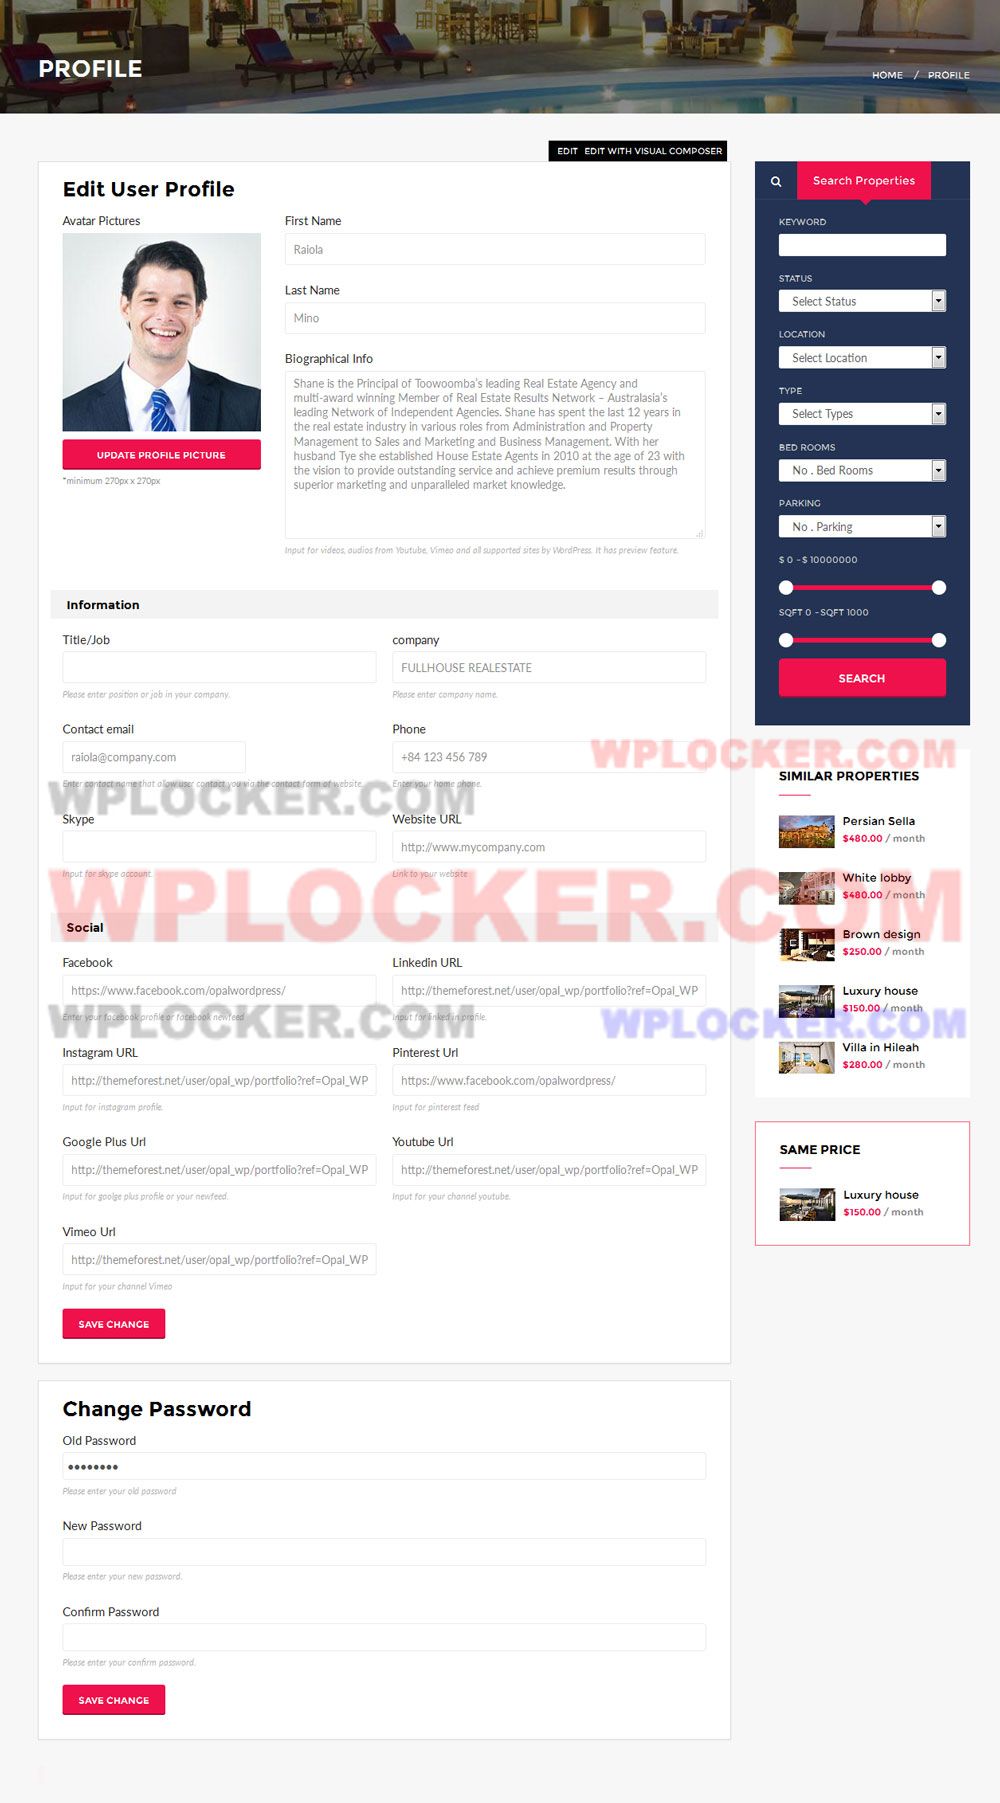 PROFILE
HOME / PROFILE
EDIT EDIT WITH VISUAL COMPOSER
Edit User Profile
Avatar Pictures
UPDATE PROFILE PICTURE
*minimum 270px x 270px
First Name
Raiola
Last Name
Mino
Biographical Info
Shane is the Principal of Toowoomba's leading Real Estate Agency and
multi-award winning Member of Real Estate Results Network – Australasia's
leading Network of Independent Agencies. Shane has spent the last 12 years in
the real estate industry in various roles from Administration and Property
Management to Sales and Marketing and Business Management. With her
husband Tye she established House Estate Agents in 2010 at the age of 23 with
the vision to provide outstanding service and achieve premium results through
superior marketing and unparalleled market knowledge.
Input for videos, audios from Youtube, Vimeo and all supported sites by WordPress. It has preview feature.
Information
Title/Job
Please enter position or job in your company.
company
FULLHOUSE REALESTATE
Please enter company name.
Contact email
raiola@company.com
Enter contact name that allow user contact you via the contact form of website.
Phone
+84 123 456 789
Enter your home phone.
WPLOCKER.COM
Skype
Input for skype account.
Website URL
http://www.mycompany.com
Link to your website
WPLOCKER.COM
Social
Facebook
https://www.facebook.com/opalwordpress/
Enter your facebook profile or facebook newfeed
Linkedin URL
http://themeforest.net/user/opal_wp/portfolio?ref=Opal_WP
Input for linked in profile.
WPLOCKER.COM
Instagram URL
http://themeforest.net/user/opal_wp/portfolio?ref=Opal_WP
Input for instagram profile.
Pinterest Url
https://www.facebook.com/opalwordpress/
Input for pinterest feed
Google Plus Url
http://themeforest.net/user/opal_wp/portfolio?ref=Opal_WP
Input for goolge plus profile or your newfeed.
Youtube Url
http://themeforest.net/user/opal_wp/portfolio?ref=Opal_WP
Input for your channel youtube.
Vimeo Url
http://themeforest.net/user/opal_wp/portfolio?ref=Opal_WP
Input for your channel Vimeo
SAVE CHANGE
Change Password
Old Password
••••••••
Please enter your old password
New Password
Please enter your new password.
Confirm Password
Please enter your confirm password.
SAVE CHANGE
Search Properties
KEYWORD
STATUS
Select Status
LOCATION
Select Location
TYPE
Select Types
BED ROOMS
No . Bed Rooms
PARKING
No . Parking
$ 0 - $ 10000000
SQFT 0 - SQFT 1000
SEARCH
WPLOCKER.COM
SIMILAR PROPERTIES
Persian Sella
$480.00 / month
White lobby
$480.00 / month
Brown design
$250.00 / month
Luxury house
$150.00 / month
WPLOCKER.COM
Villa in Hileah
$280.00 / month
SAME PRICE
Luxury house
$150.00 / month